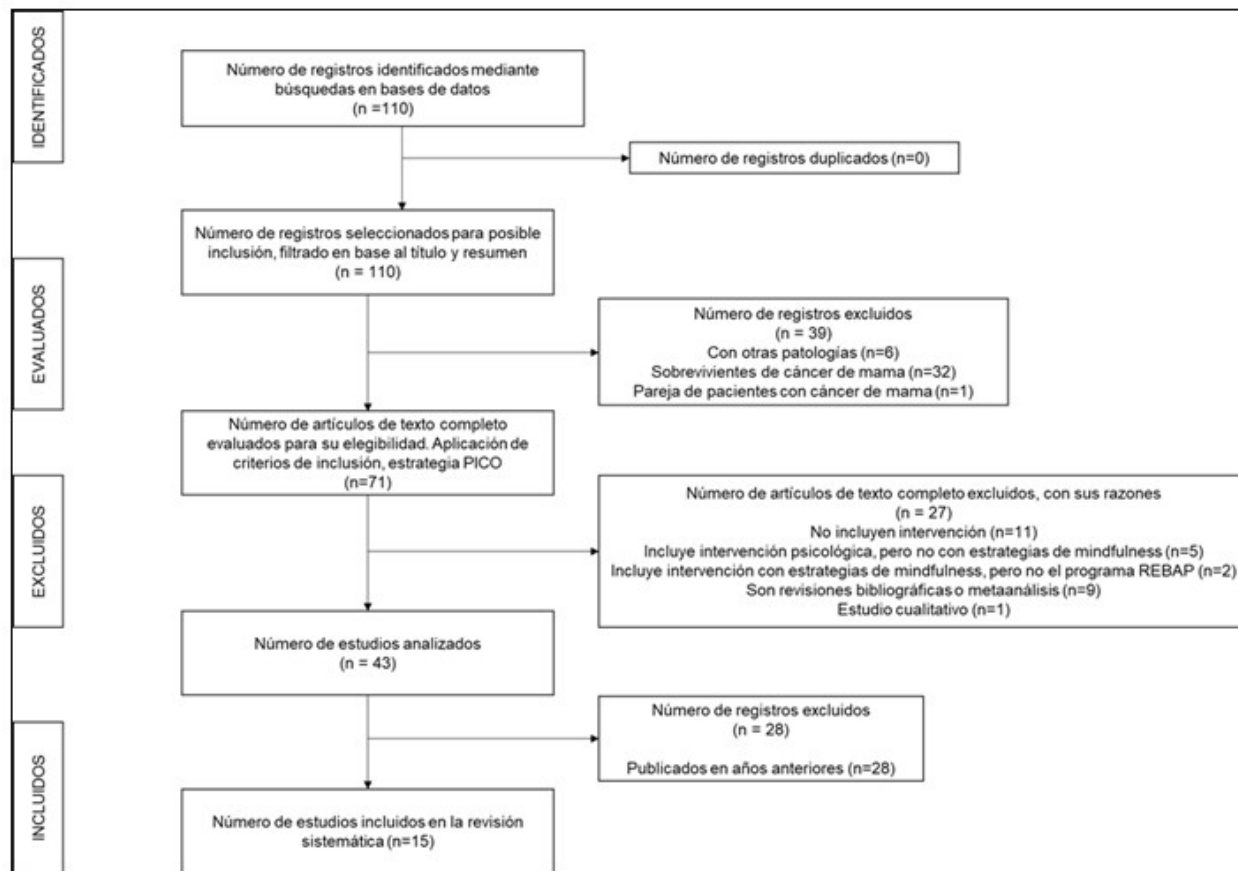 IDENTIFICADOS
Número de registros identificados mediante
búsquedas en bases de datos
(n =110)
Número de registros duplicados (n=0)
Número de registros seleccionados para posible
inclusión, filtrado en base al título y resumen
(n = 110)
EVALUADOS
Número de registros excluidos
(n = 39)
Con otras patologías (n=6)
Sobrevivientes de cáncer de mama (n=32)
Pareja de pacientes con cáncer de mama (n=1)
Número de artículos de texto completo
evaluados para su elegibilidad. Aplicación de
criterios de inclusión, estrategia PICO
(n=71)
EXCLUIDOS
Número de artículos de texto completo excluidos, con sus razones
(n = 27)
No incluyen intervención (n=11)
Incluye intervención psicológica, pero no con estrategias de mindfulness (n=5)
Incluye intervención con estrategias de mindfulness, pero no el programa REBAP (n=2)
Son revisiones bibliográficas o metaanálisis (n=9)
Estudio cualitativo (n=1)
Número de estudios analizados
(n = 43)
Número de registros excluidos
(n = 28)
Publicados en años anteriores (n=28)
INCLUIDOS
Número de estudios incluidos en la revisión
sistemática (n=15)